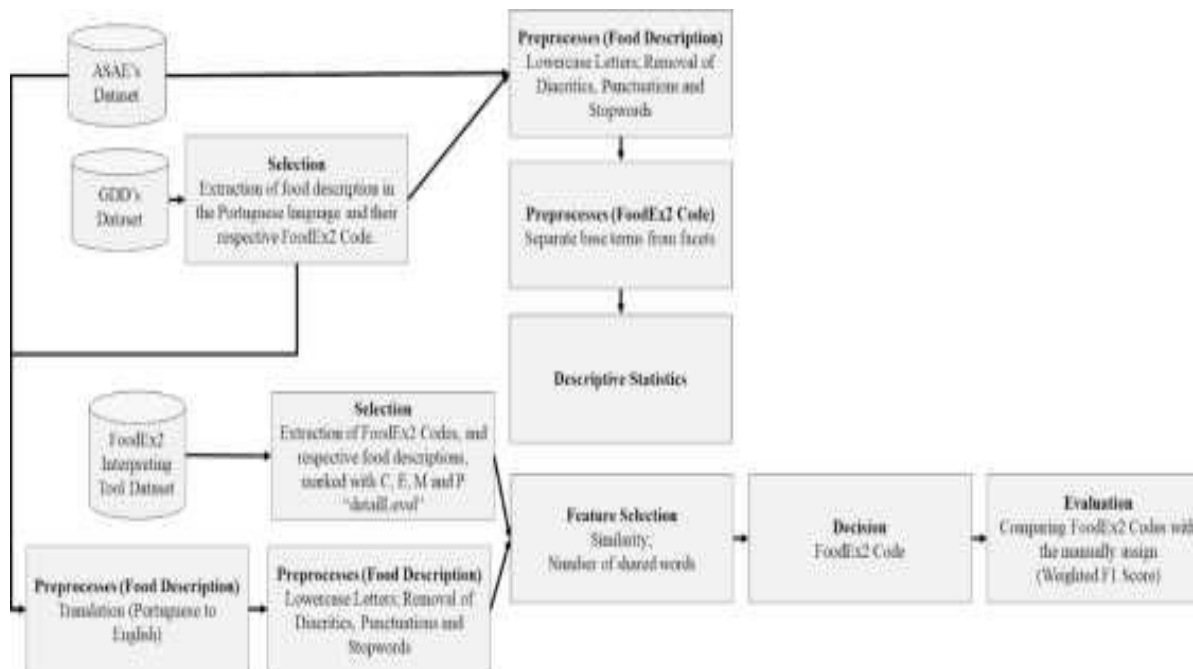 Preprocesses (Food Description)
Lowercase Letters; Removal of
Diacritics, Punctuations and
Stopwords
ASAE's
Dataset
GDD's
Dataset
Selection
Extraction of food description in
the Portuguese language and their
respective FoodEx2 Code.
Preprocesses (FoodEx2 Code)
Separate base terms from facets
Descriptive Statistics
FoodEx2
Interpreting
Tool Dataset
Selection
Extraction of FoodEx2 Codes, and
respective food descriptions,
marked with C, E, M and P
"detailLevel"
Feature Selection
Similarity;
Number of shared words
Decision
FoodEx2 Code
Evaluation
Comparing FoodEx2 Codes with
the manually assign
(Weighted F1 Score)
Preprocesses (Food Description)
Translation (Portuguese to
English)
Preprocesses (Food Description)
Lowercase Letters; Removal of
Diacritics, Punctuations and
Stopwords